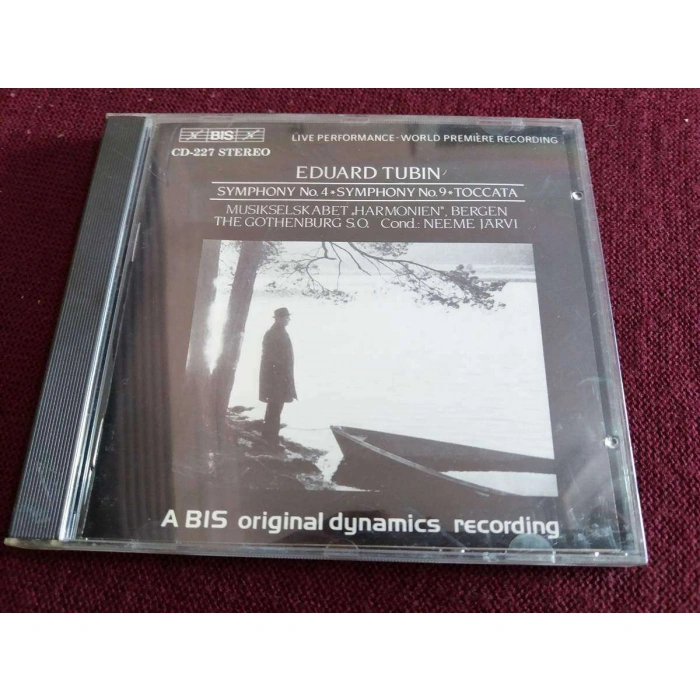 BIS
LIVE PERFORMANCE-WORLD PREMIÈRE RECORDING
CD-227 STEREO
EDUARD TUBIN
SYMPHONY No. 4 • SYMPHONY No. 9 • TOCCATA
MUSIKSELSKABET „HARMONIEN", BERGEN
THE GOTHENBURG S.O. Cond.: NEEME JÄRVI
A BIS original dynamics recording